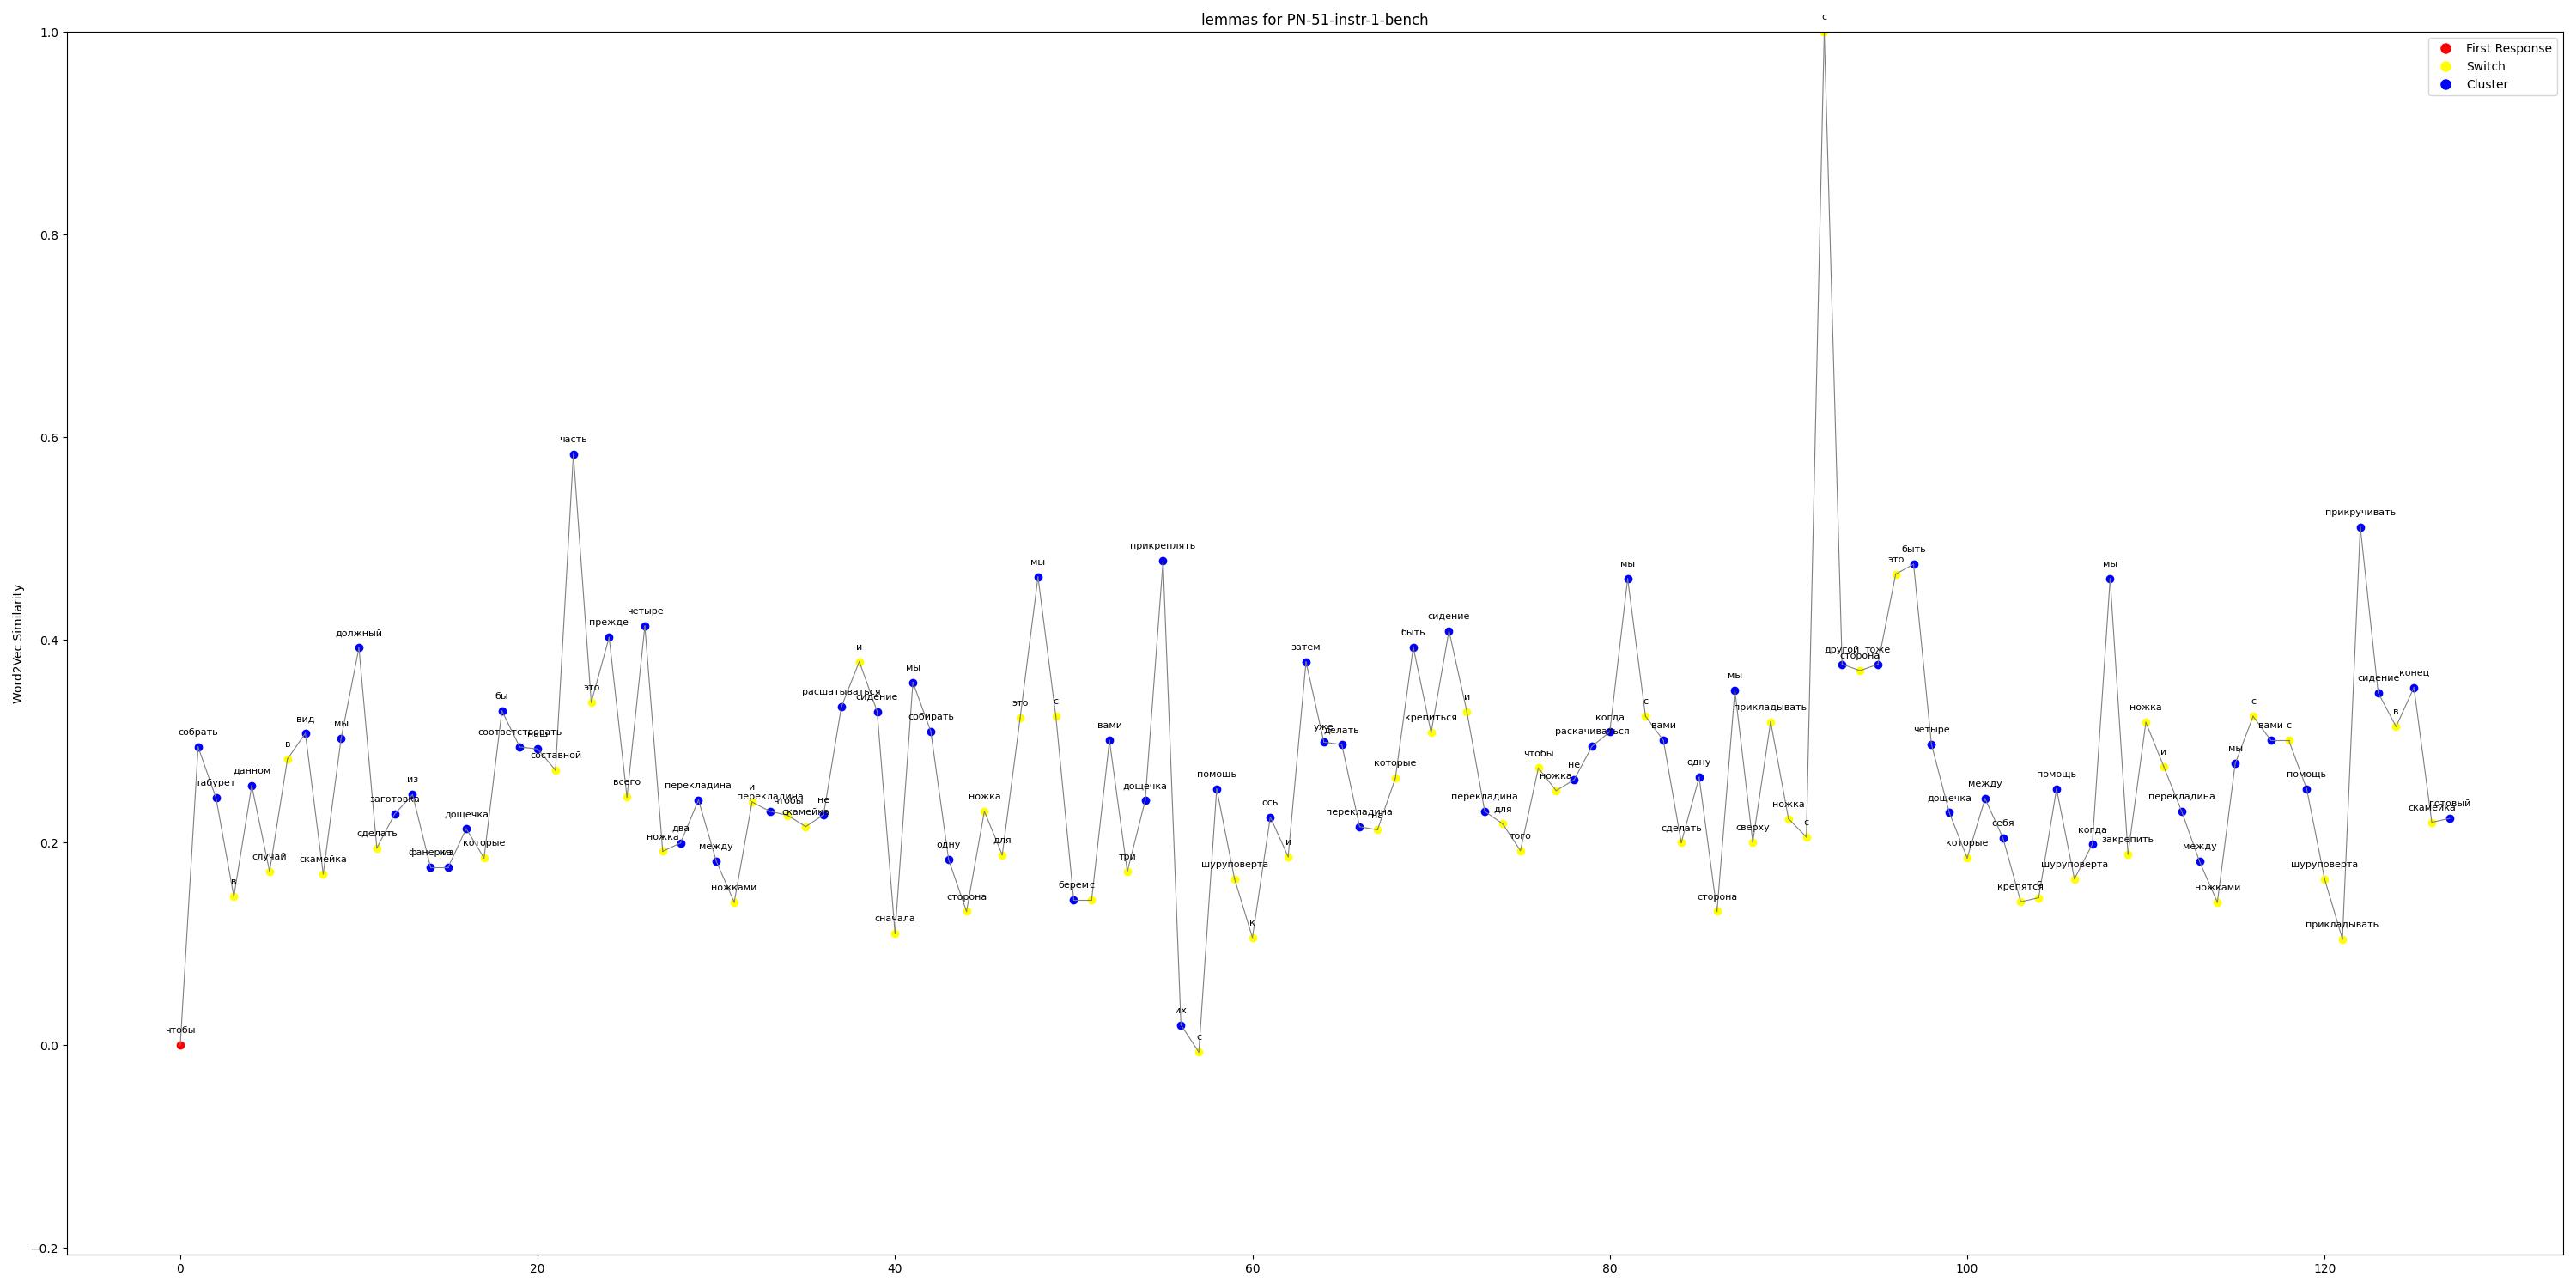 lemmas for PN-51-instr-1-bench
First Response
Switch
Cluster
Word2Vec Similarity
1.0
0.8
0.6
0.4
0.2
0.0
−0.2
0
20
40
60
80
100
120
чтобы
собрать
табурет
в
данном
случай
в
вид
скамейка
мы
должный
сделать
заготовка
из
фанерка
из
дощечка
которые
бы
соответствовать
наш
составной
часть
это
прежде
всего
четыре
ножка
два
перекладина
между
ножками
и
перекладина
чтобы
скамейка
не
расшатываться
и
сидение
сначала
мы
собирать
одну
сторона
ножка
для
это
мы
с
берем
с
вами
три
дощечка
прикреплять
их
с
помощь
шуруповерта
к
ось
и
затем
уже
делать
перекладина
на
которые
быть
крепиться
сидение
и
перекладина
для
того
чтобы
ножка
не
раскачиваться
когда
мы
с
вами
сделать
одну
сторона
мы
сверху
прикладывать
ножка
с
с
другой
сторона
тоже
это
быть
четыре
дощечка
которые
между
себя
крепятся
с
помощь
шуруповерта
когда
мы
закрепить
ножка
и
перекладина
между
ножками
мы
с
вами
с
помощь
шуруповерта
прикладывать
прикручивать
сидение
в
конец
скамейка
готовый